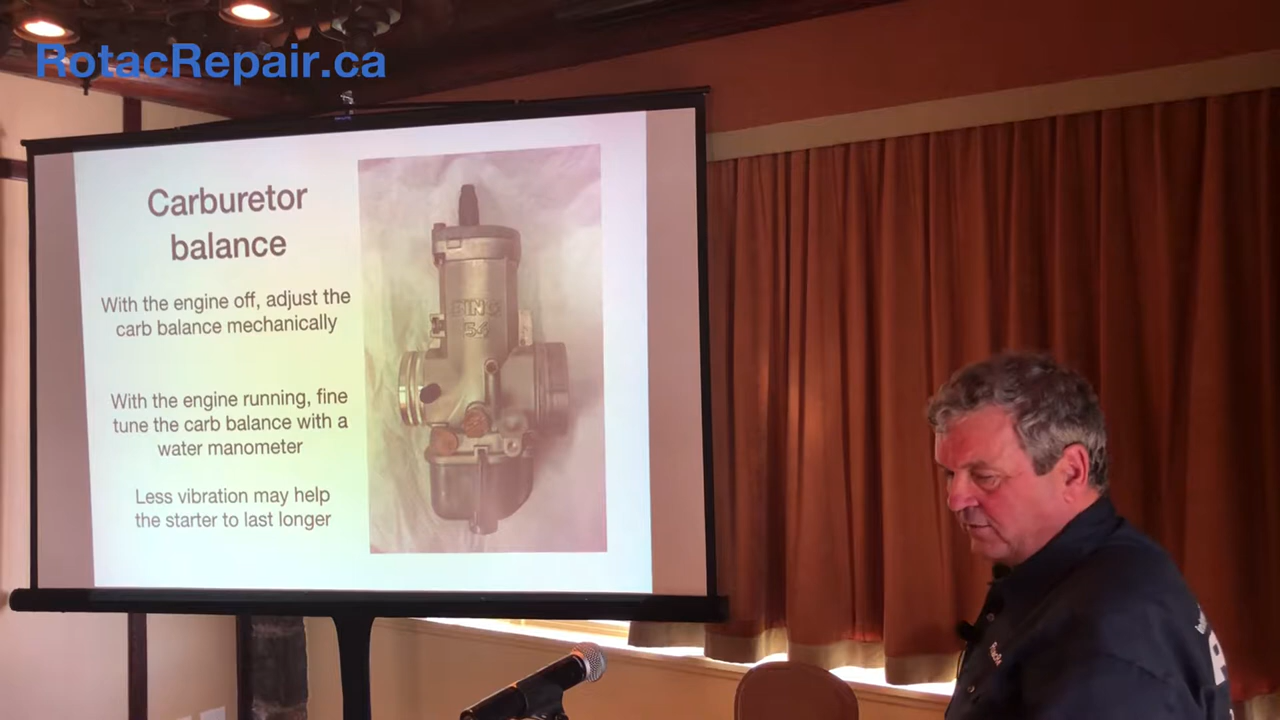 RotacRepair.ca
Carburetor
balance
With the engine off, adjust the
carb balance mechanically
With the engine running, fine
tune the carb balance with a
water manometer
Less vibration may help
the starter to last longer
BING
54